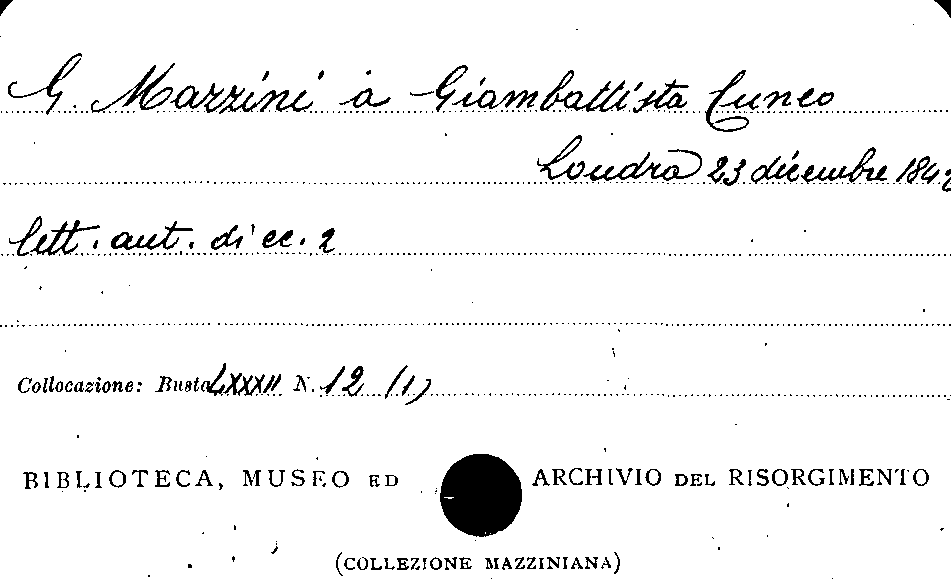 G. Mazzini a Giambattista Cuneo
Londra 23 dicembre 1842
lett. aut. di cc. 2
Collocazione: Busta LXXXII N. 12 (1)
BIBLIOTECA, MUSEO ED ARCHIVIO DEL RISORGIMENTO
(COLLEZIONE MAZZINIANA)